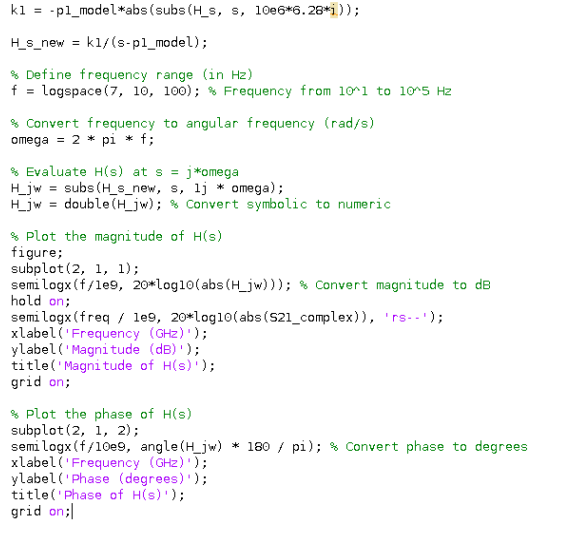 k1 = -p1_model*abs(subs(H_s, s, 10e6*6.28*i));
H_s_new = k1/(s-p1_model);
% Define frequency range (in Hz)
f = logspace(7, 10, 100); % Frequency from 10^1 to 10^5 Hz
% Convert frequency to angular frequency (rad/s)
omega = 2 * pi * f;
% Evaluate H(s) at s = j*omega
H_jw = subs(H_s_new, s, 1j * omega);
H_jw = double(H_jw); % Convert symbolic to numeric
% Plot the magnitude of H(s)
figure;
subplot(2, 1, 1);
semilogx(f/1e9, 20*log10(abs(H_jw))); % Convert magnitude to dB
hold on;
semilogx(freq / 1e9, 20*log10(abs(S21_complex)), 'rs--');
xlabel('Frequency (GHz)');
ylabel('Magnitude (dB)');
title('Magnitude of H(s)');
grid on;
% Plot the phase of H(s)
subplot(2, 1, 2);
semilogx(f/10e9, angle(H_jw) * 180 / pi); % Convert phase to degrees
xlabel('Frequency (GHz)');
ylabel('Phase (degrees)');
title('Phase of H(s)');
grid on;